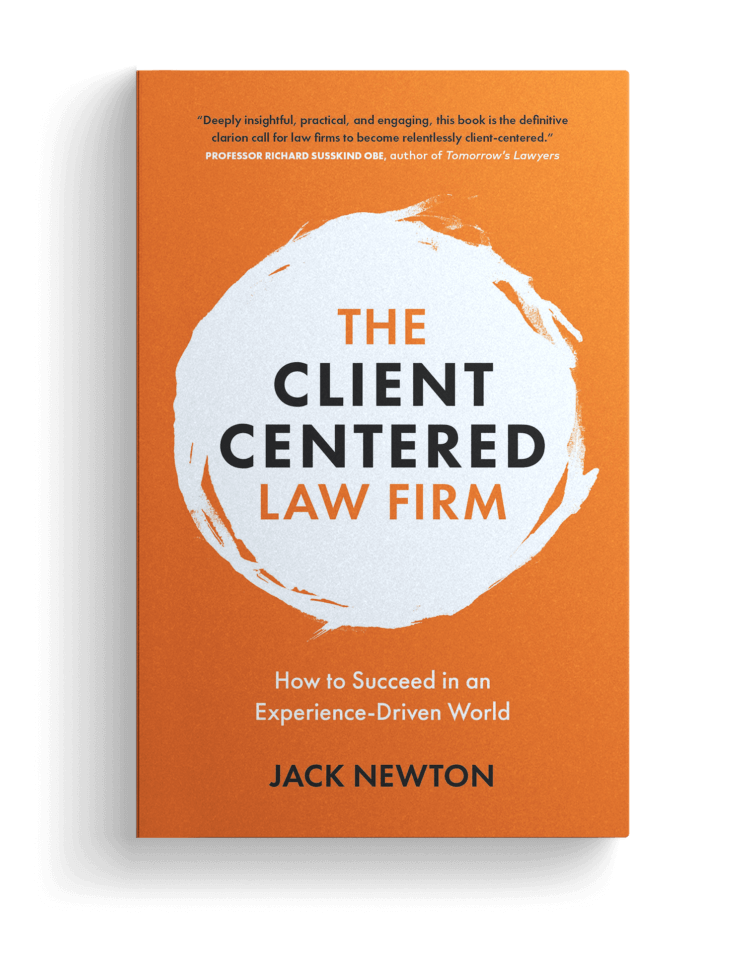 “Deeply insightful, practical, and engaging, this book is the definitive
clarion call for law firms to become relentlessly client-centered.”
PROFESSOR RICHARD SUSSKIND OBE, author of Tomorrow’s Lawyers
THE
CLIENT
CENTERED
LAW FIRM
How to Succeed in an
Experience-Driven World
JACK NEWTON